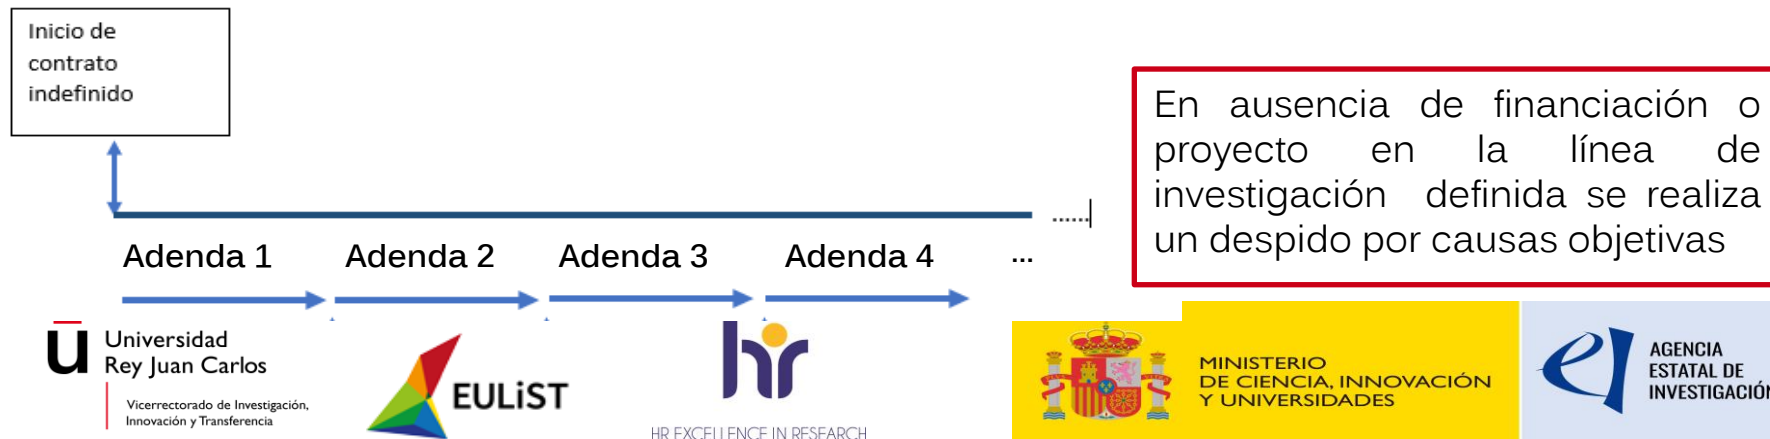 Inicio de
contrato
indefinido
En ausencia de financiación o
proyecto en la línea de
investigación definida se realiza
un despido por causas objetivas
......|
Adenda 1 Adenda 2 Adenda 3 Adenda 4 ...
Universidad
Rey Juan Carlos
Vicerrectorado de Investigación,
Innovación y Transferencia
EULiST
hr
HR EXCELLENCE IN RESEARCH
MINISTERIO
DE CIENCIA, INNOVACIÓN
Y UNIVERSIDADES
AGENCIA
ESTATAL DE
INVESTIGACIÓN